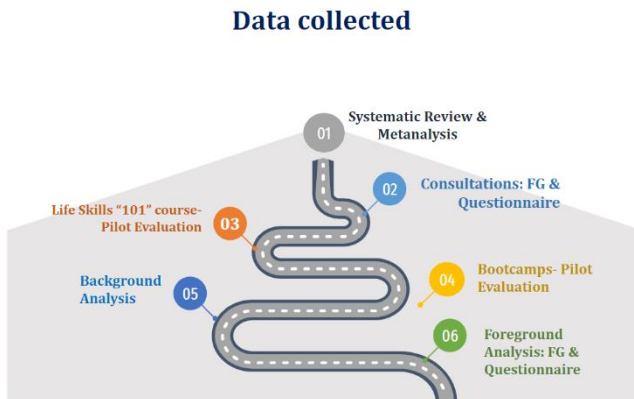 Data collected
01
Systematic Review &
Metanalysis
02
Consultations: FG &
Questionnaire
Life Skills "101" course-
Pilot Evaluation
03
04
Bootcamps- Pilot
Evaluation
Background
Analysis
05
06
Foreground
Analysis: FG &
Questionnaire